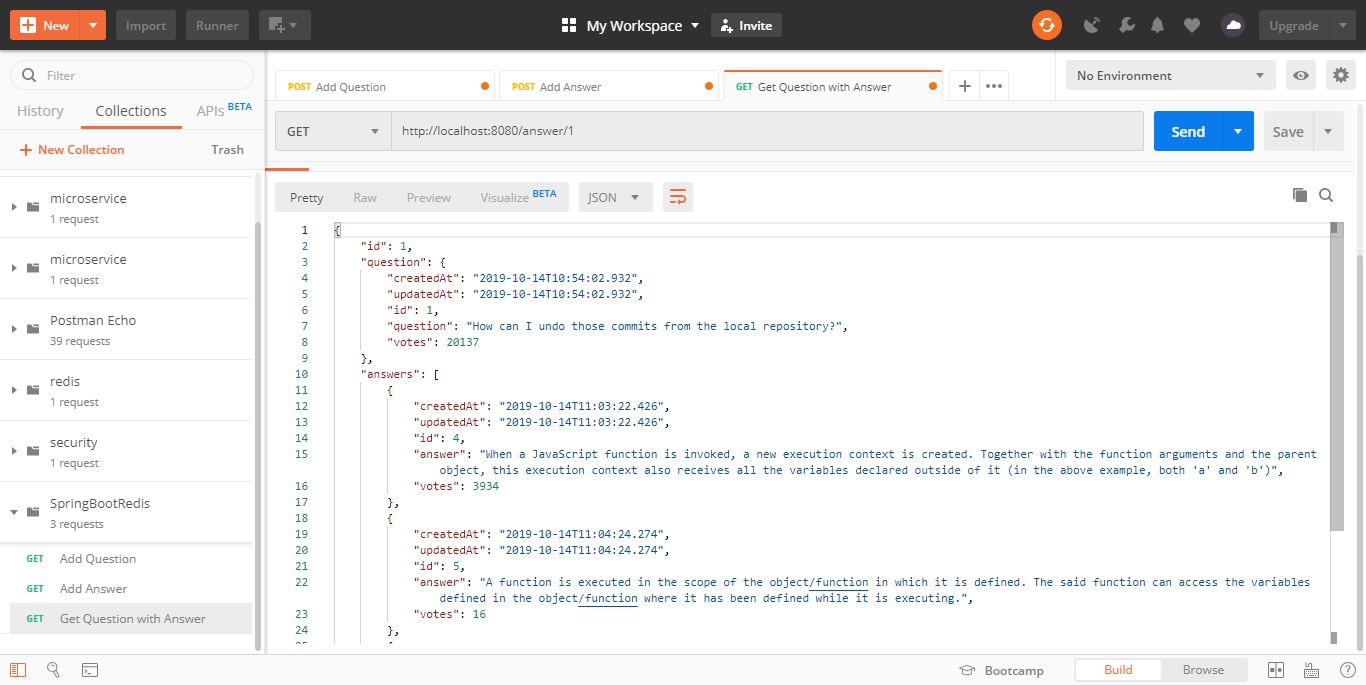 New
Import
Runner
My Workspace
Invite
Upgrade
Filter
History
Collections
APIs BETA
New Collection
Trash
microservice
1 request
microservice
1 request
Postman Echo
39 requests
redis
1 request
security
1 request
SpringBootRedis
3 requests
GET Add Question
GET Add Answer
GET Get Question with Answer
POST Add Question
POST Add Answer
GET Get Question with Answer
No Environment
GET
http://localhost:8080/answer/1
Send
Save
Pretty
Raw
Preview
Visualize BETA
JSON
1 {
2 "id": 1,
3 "question": {
4 "createdAt": "2019-10-14T10:54:02.932",
5 "updatedAt": "2019-10-14T10:54:02.932",
6 "id": 1,
7 "question": "How can I undo those commits from the local repository?",
8 "votes": 20137
9 },
10 "answers": [
11 {
12 "createdAt": "2019-10-14T11:03:22.426",
13 "updatedAt": "2019-10-14T11:03:22.426",
14 "id": 4,
15 "answer": "When a JavaScript function is invoked, a new execution context is created. Together with the function arguments and the parent
object, this execution context also receives all the variables declared outside of it (in the above example, both 'a' and 'b')",
16 "votes": 3934
17 },
18 {
19 "createdAt": "2019-10-14T11:04:24.274",
20 "updatedAt": "2019-10-14T11:04:24.274",
21 "id": 5,
22 "answer": "A function is executed in the scope of the object/function in which it is defined. The said function can access the variables
defined in the object/function where it has been defined while it is executing.",
23 "votes": 16
24 },
Bootcamp
Build
Browse